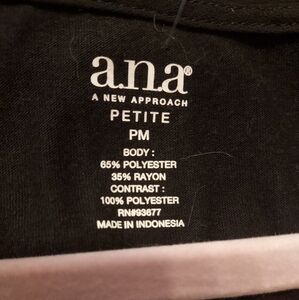 a.n.a®
A NEW APPROACH
PETITE
PM
BODY :
65% POLYESTER
35% RAYON
CONTRAST :
100% POLYESTER
RN#93677
MADE IN INDONESIA